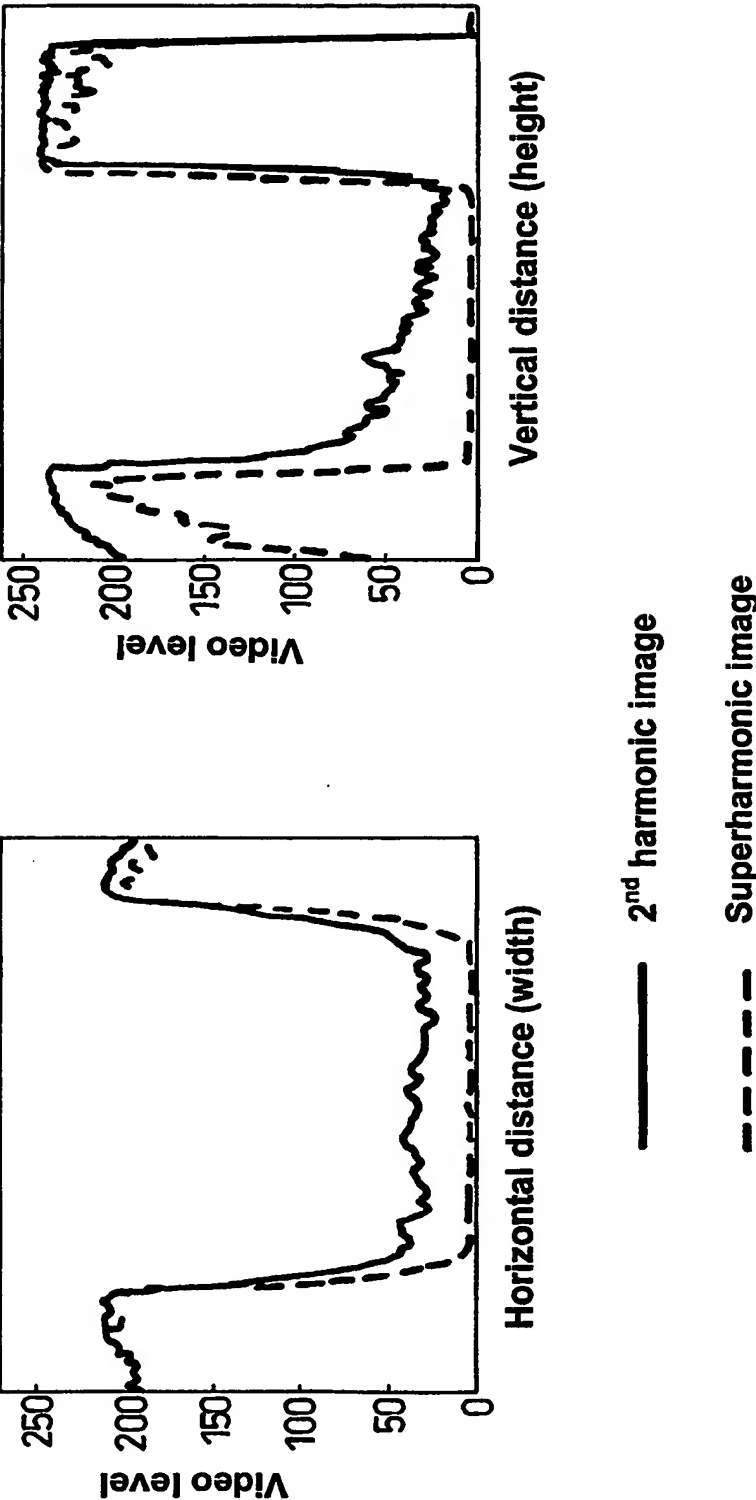 Video level
250
200
150
100
50
0
Horizontal distance (width)
Video level
250
200
150
100
50
0
Vertical distance (height)
2nd harmonic image
Superharmonic image